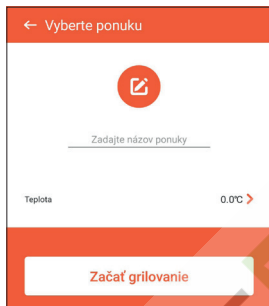 ← Vyberte ponuku
Zadajte názov ponuky
Teplota 0.0℃ >
Začať grilovanie